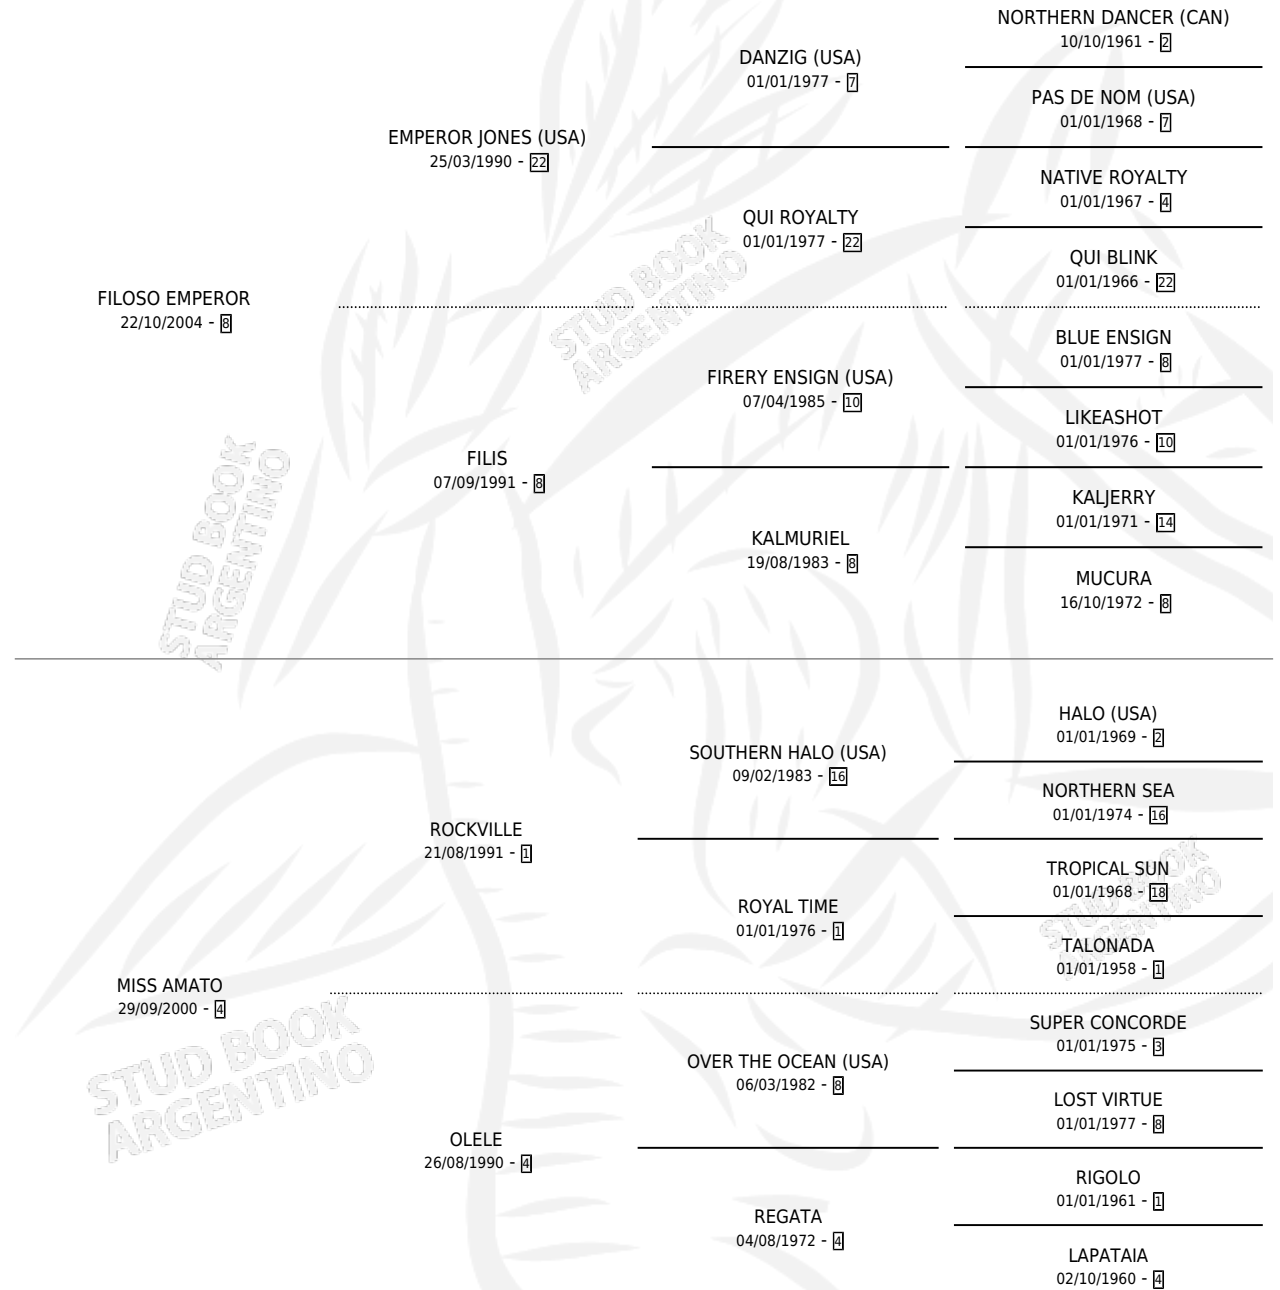 NORTHERN DANCER (CAN)
10/10/1961 - 2
DANZIG (USA)
01/01/1977 - 7
PAS DE NOM (USA)
01/01/1968 - 7
EMPEROR JONES (USA)
25/03/1990 - 22
NATIVE ROYALTY
01/01/1967 - 4
QUI ROYALTY
01/01/1977 - 22
QUI BLINK
01/01/1966 - 22
FILOSO EMPEROR
22/10/2004 - 8
BLUE ENSIGN
01/01/1977 - 8
FIRERY ENSIGN (USA)
07/04/1985 - 10
LIKEASHOT
01/01/1976 - 10
FILIS
07/09/1991 - 8
KALJERRY
01/01/1971 - 14
KALMURIEL
19/08/1983 - 8
MUCURA
16/10/1972 - 8
HALO (USA)
01/01/1969 - 2
SOUTHERN HALO (USA)
09/02/1983 - 16
NORTHERN SEA
01/01/1974 - 16
ROCKVILLE
21/08/1991 - 1
TROPICAL SUN
01/01/1968 - 18
ROYAL TIME
01/01/1976 - 1
TALONADA
01/01/1958 - 1
MISS AMATO
29/09/2000 - 4
SUPER CONCORDE
01/01/1975 - 3
OVER THE OCEAN (USA)
06/03/1982 - 8
LOST VIRTUE
01/01/1977 - 8
OLELE
26/08/1990 - 4
RIGOLO
01/01/1961 - 1
REGATA
04/08/1972 - 4
LAPATAIA
02/10/1960 - 4
STUD BOOK
ARGENTINO
STUD BOOK
ARGENTINO
STUD BOOK
ARGENTINO
STUD BOOK
ARGENTINO